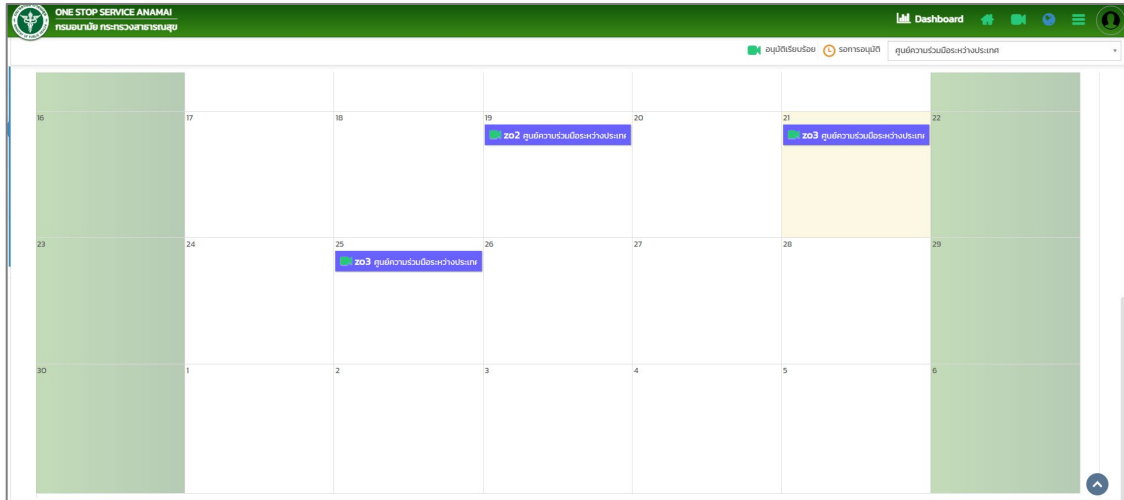 ONE STOP SERVICE ANAMAI
กรมอนามัย กระทรวงสาธารณสุข
Dashboard
อนุมัติเรียบร้อย รอการอนุมัติ ศูนย์ความร่วมมือระหว่างประเทศ
16 17 18 19 20 21 22
zo2 ศูนย์ความร่วมมือระหว่างประเทศ zo3 ศูนย์ความร่วมมือระหว่างประเทศ
23 24 25 26 27 28 29
zo3 ศูนย์ความร่วมมือระหว่างประเทศ
30 1 2 3 4 5 6